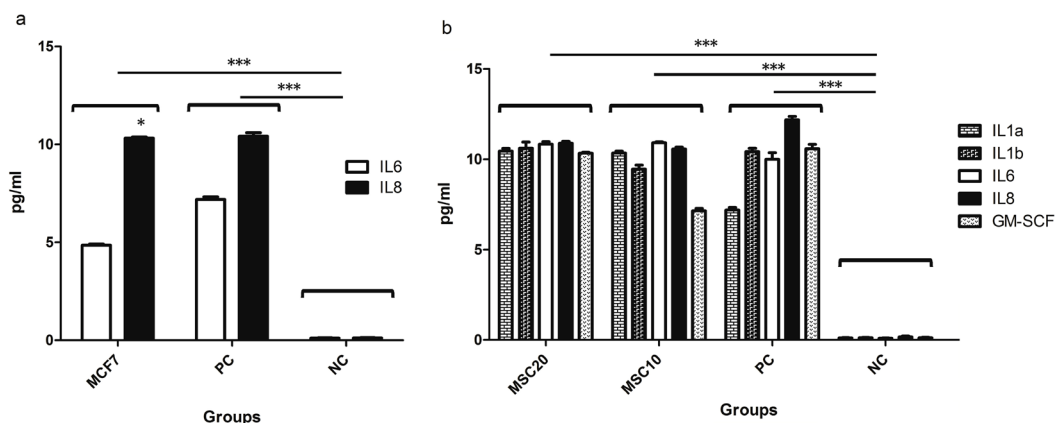 a
15
10
5
0
pg/ml
***
***
*
IL6
IL8
MCF7
PC
NC
Groups
b
15
10
5
0
pg/ml
***
***
***
IL1a
IL1b
IL6
IL8
GM-SCF
MSC20
MSC10
PC
NC
Groups